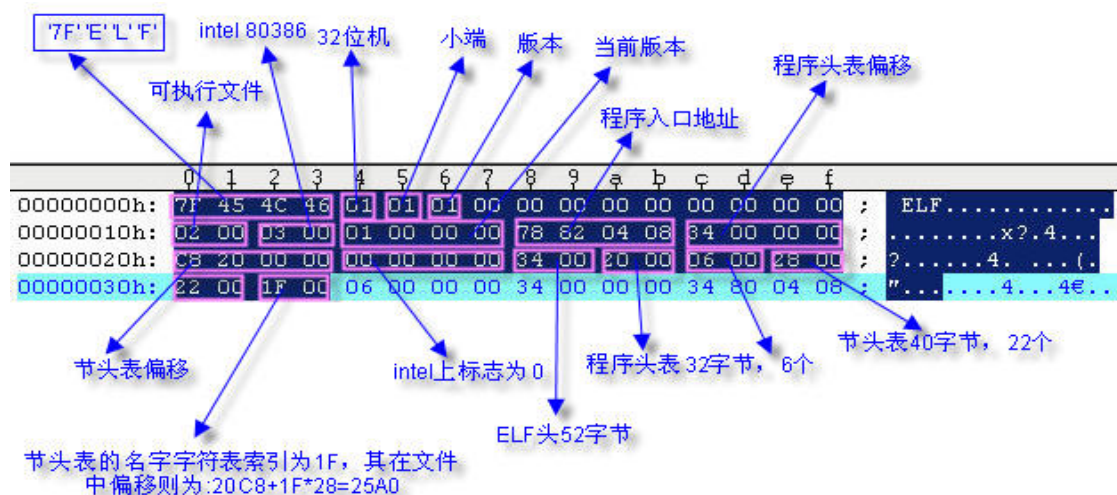 '7F' 'E' 'L' 'F'
intel 80386
32位机
小端
版本
当前版本
程序头表偏移
可执行文件
程序入口地址
0 1 2 3 4 5 6 7 8 9 a b c d e f
00000000h: 7F 45 4C 46 01 01 01 00 00 00 00 00 00 00 00 00 ; ELF............
00000010h: 02 00 03 00 01 00 00 00 78 82 04 08 34 00 00 00 ; ........x?.4...
00000020h: C8 20 00 00 00 00 00 00 34 00 20 00 06 00 28 00 ; ?......4. ...(.
00000030h: 22 00 1F 00 06 00 00 00 34 00 00 00 34 80 04 08 ; ".......4...4€..
节头表偏移
intel上标志为 0
程序头表 32字节，6个
节头表40字节，22个
ELF头52字节
节头表的名字字符表索引为1F，其在文件
中偏移则为:20C8+1F*28=25A0